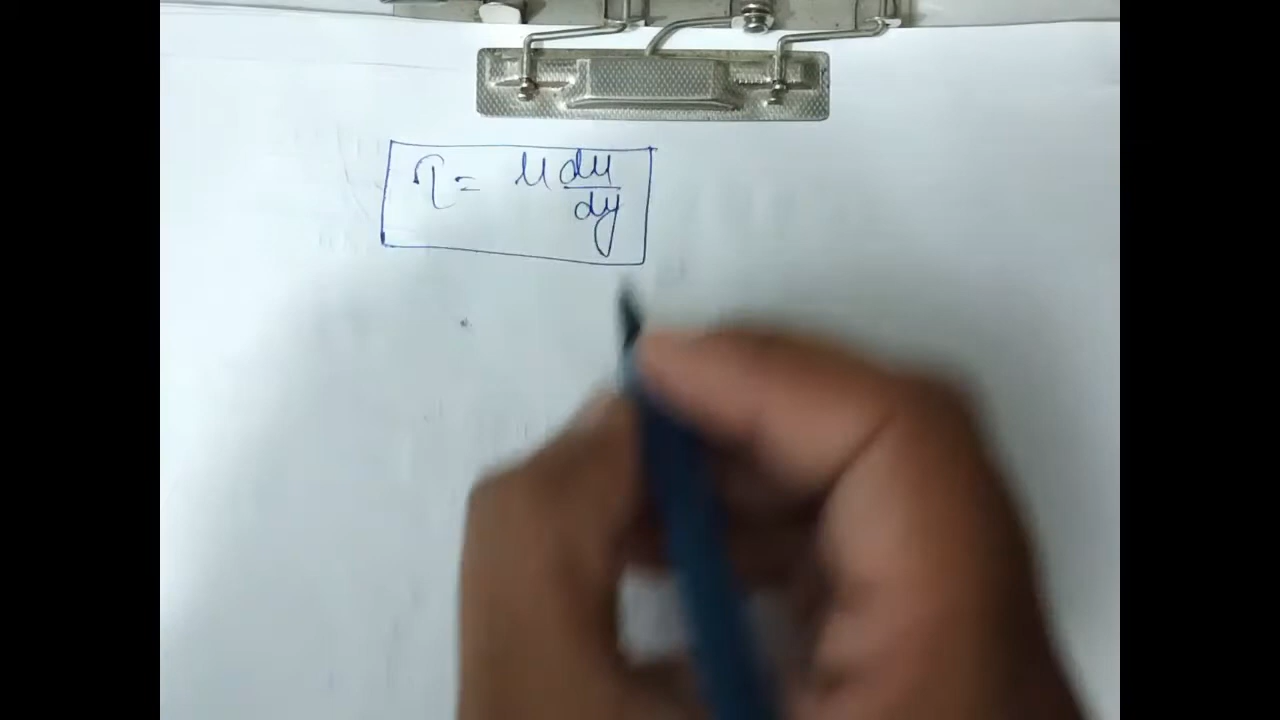 τ = μ du/dy